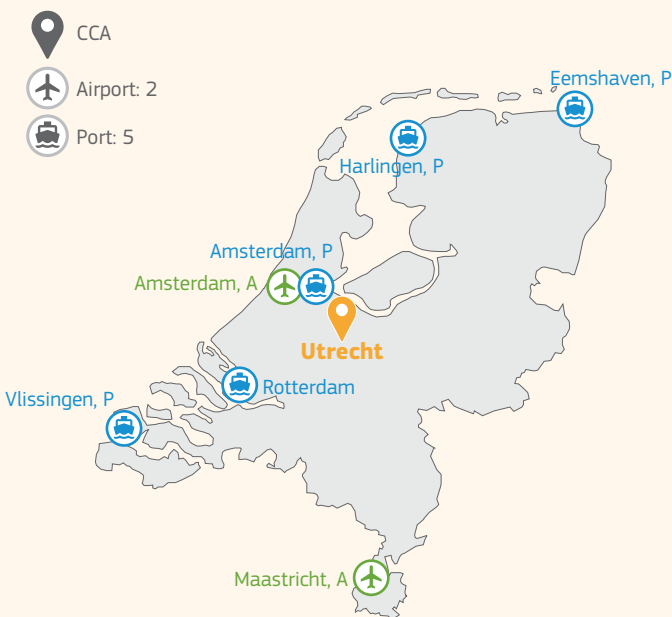 CCA
Airport: 2
Port: 5
Eemshaven, P
Harlingen, P
Amsterdam, P
Amsterdam, A
Utrecht
Rotterdam
Vlissingen, P
Maastricht, A